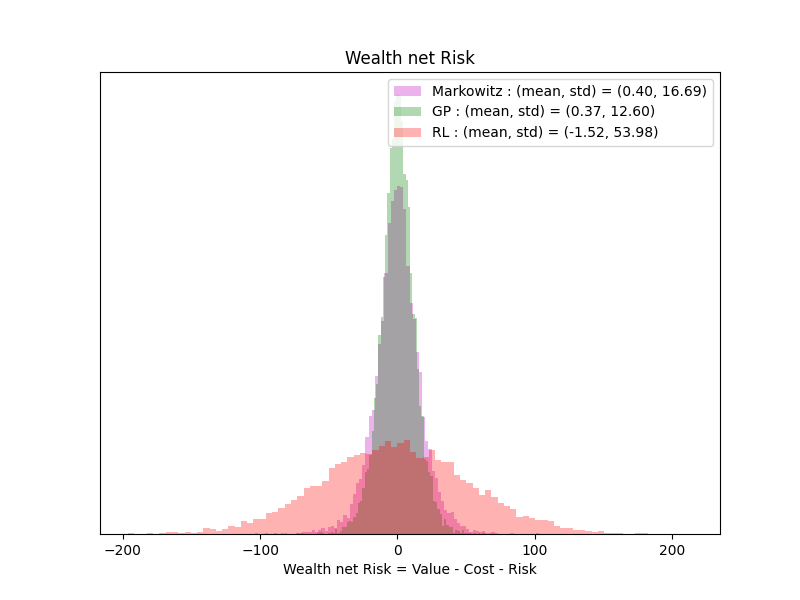 Wealth net Risk
Markowitz : (mean, std) = (0.40, 16.69)
GP : (mean, std) = (0.37, 12.60)
RL : (mean, std) = (-1.52, 53.98)
−200 −100 0 100 200
Wealth net Risk = Value - Cost - Risk